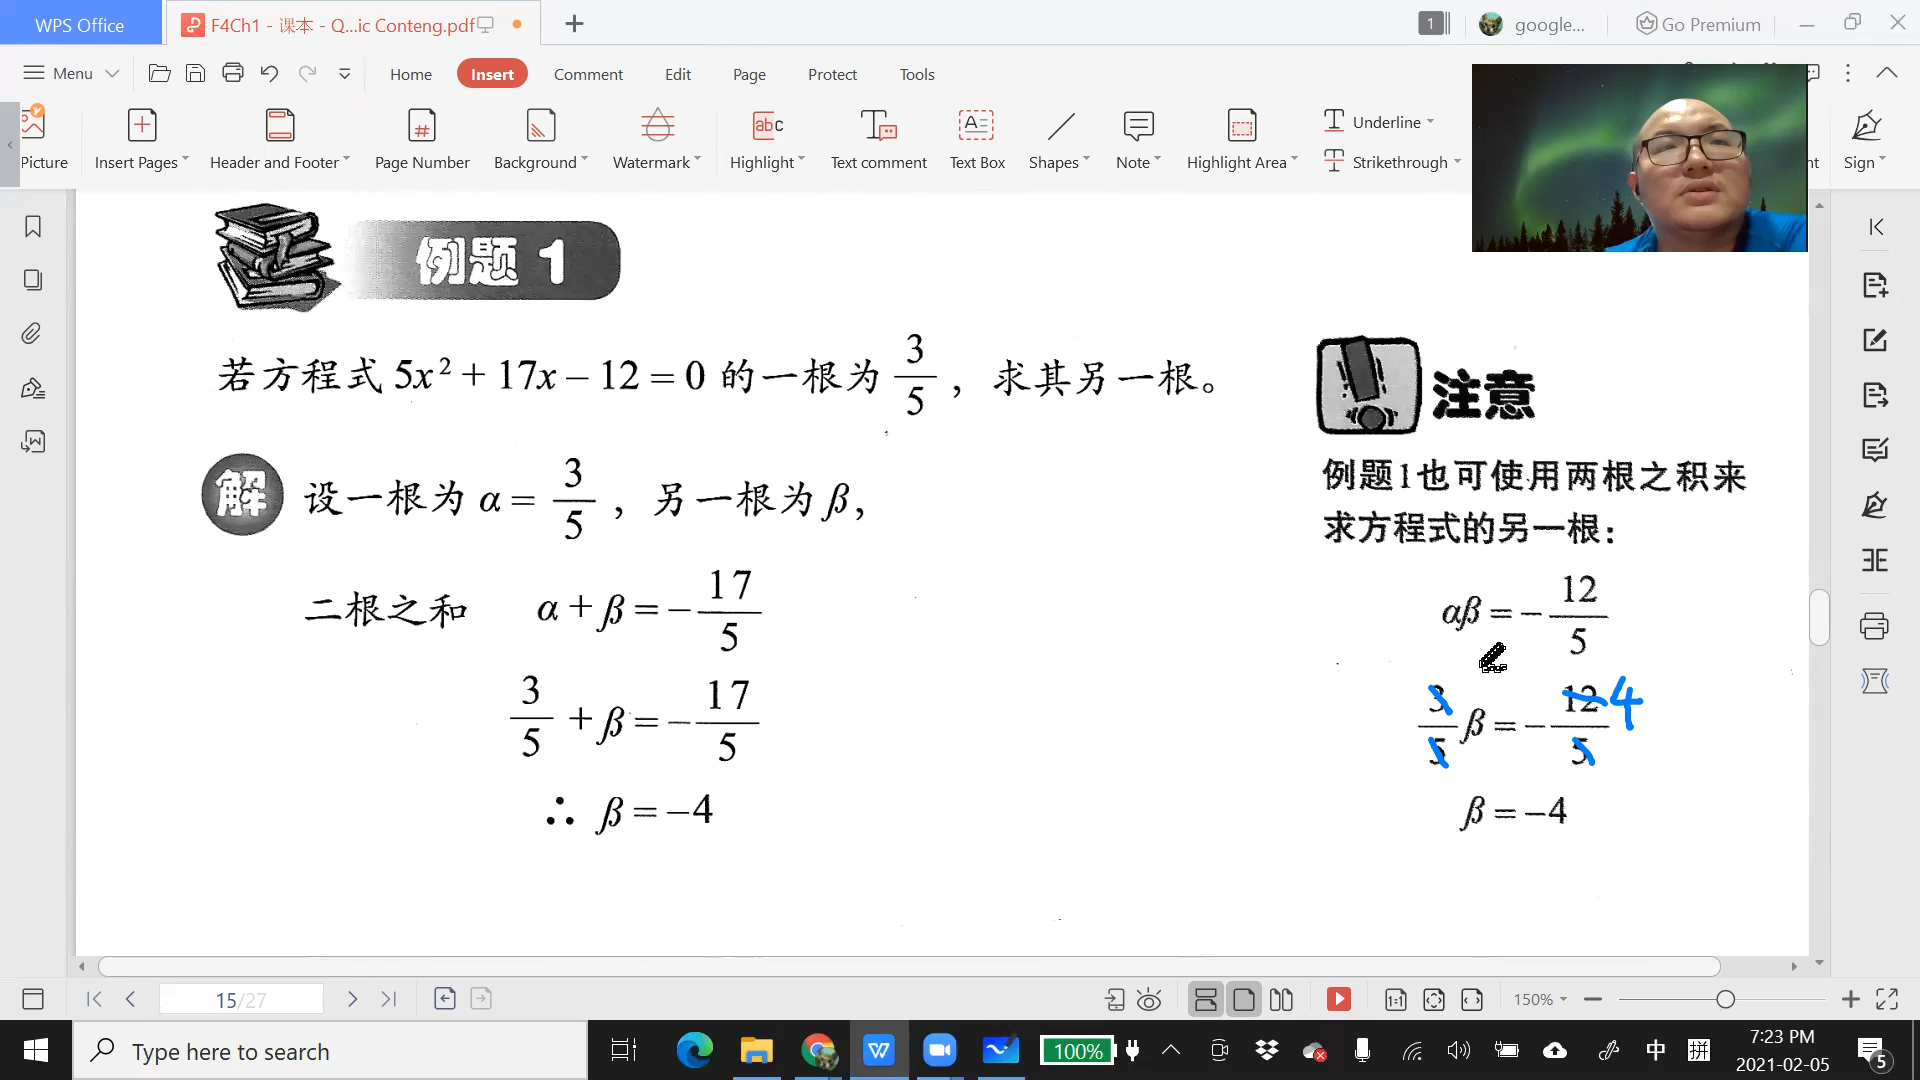 WPS Office
F4Ch1 - 课本 - Q...ic Conteng.pdf
1
google...
Go Premium
Menu
Home
Insert
Comment
Edit
Page
Protect
Tools
Picture
Insert Pages
Header and Footer
Page Number
Background
Watermark
Highlight
Text comment
Text Box
Shapes
Note
Highlight Area
Underline
Strikethrough
Sign
例题 1
若方程式 5x² + 17x − 12 = 0 的一根为 3/5 ，求其另一根。
解 设一根为 α = 3/5 ，另一根为 β，
二根之和 α + β = − 17/5
3/5 + β = − 17/5
∴ β = −4
注意
例题1也可使用两根之积来
求方程式的另一根：
αβ = − 12/5
3/5 β = − 12/5 4
β = −4
15/27
150%
Type here to search
100%
中
拼
7:23 PM
2021-02-05
5